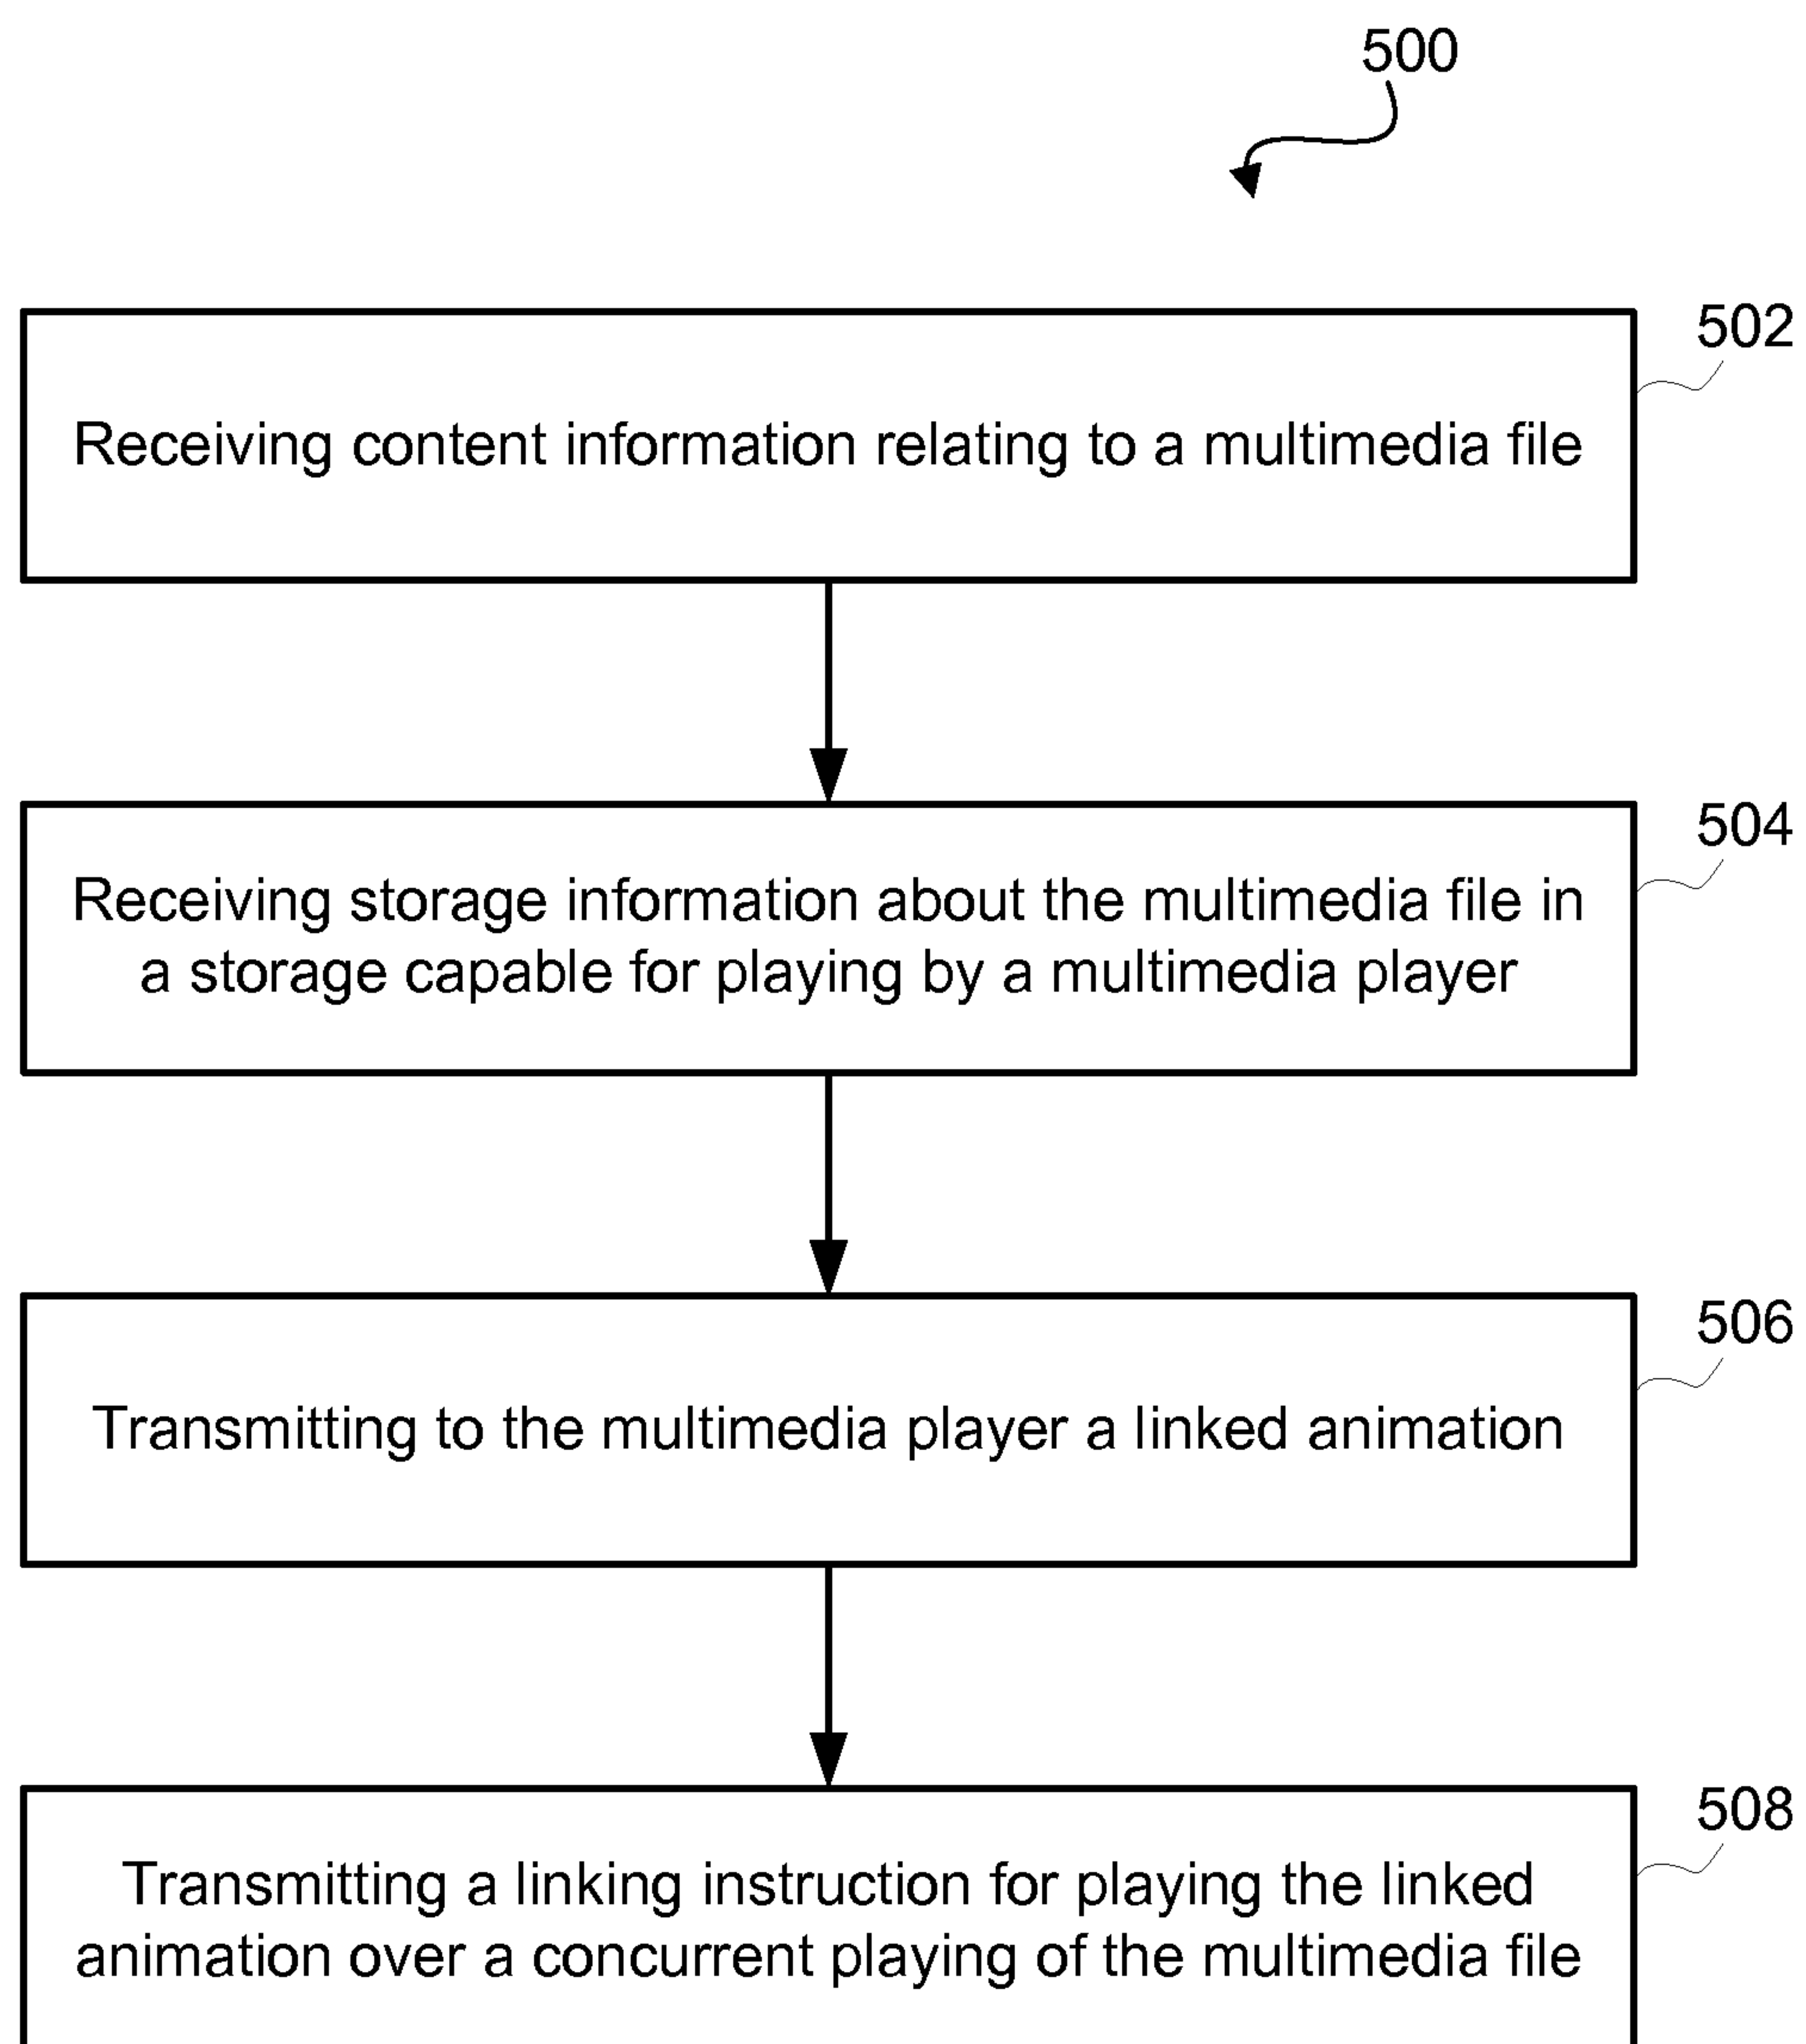 500
502
Receiving content information relating to a multimedia file
504
Receiving storage information about the multimedia file in
a storage capable for playing by a multimedia player
506
Transmitting to the multimedia player a linked animation
508
Transmitting a linking instruction for playing the linked
animation over a concurrent playing of the multimedia file